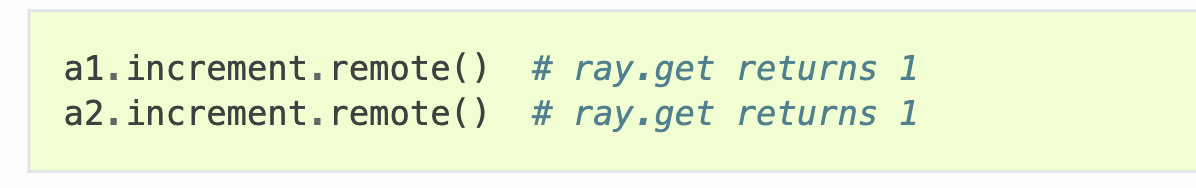 a1.increment.remote()  # ray.get returns 1
a2.increment.remote()  # ray.get returns 1